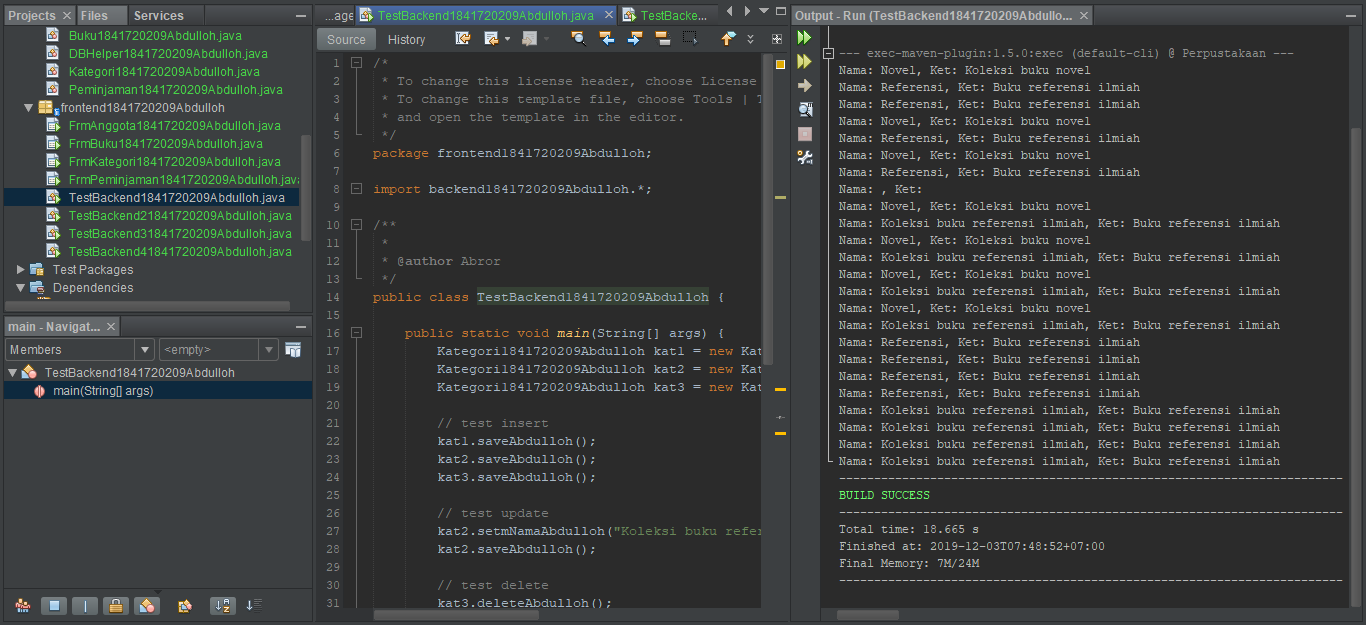 Projects
Files
Services
Buku1841720209Abdulloh.java
DBHelper1841720209Abdulloh.java
Kategori1841720209Abdulloh.java
Peminjaman1841720209Abdulloh.java
frontend1841720209Abdulloh
FrmAnggota1841720209Abdulloh.java
FrmBuku1841720209Abdulloh.java
FrmKategori1841720209Abdulloh.java
FrmPeminjaman1841720209Abdulloh.java
TestBackend1841720209Abdulloh.java
TestBackend21841720209Abdulloh.java
TestBackend31841720209Abdulloh.java
TestBackend41841720209Abdulloh.java
Test Packages
Dependencies
main - Navigat...
Members
<empty>
TestBackend1841720209Abdulloh
main(String[] args)
...age
TestBackend1841720209Abdulloh.java
TestBacke...
Source
History
1 /*
2 * To change this license header, choose License
3 * To change this template file, choose Tools | T
4 * and open the template in the editor.
5 */
6 package frontend1841720209Abdulloh;
7
8 import backend1841720209Abdulloh.*;
9
10 /**
11 *
12 * @author Abror
13 */
14 public class TestBackend1841720209Abdulloh {
15
16 public static void main(String[] args) {
17 Kategori1841720209Abdulloh kat1 = new Kat
18 Kategori1841720209Abdulloh kat2 = new Kat
19 Kategori1841720209Abdulloh kat3 = new Kat
20
21 // test insert
22 kat1.saveAbdulloh();
23 kat2.saveAbdulloh();
24 kat3.saveAbdulloh();
25
26 // test update
27 kat2.setmNamaAbdulloh("Koleksi buku refer
28 kat2.saveAbdulloh();
29
30 // test delete
31 kat3.deleteAbdulloh();
Output - Run (TestBackend1841720209Abdullo...
--- exec-maven-plugin:1.5.0:exec (default-cli) @ Perpustakaan ---
Nama: Novel, Ket: Koleksi buku novel
Nama: Referensi, Ket: Buku referensi ilmiah
Nama: Referensi, Ket: Buku referensi ilmiah
Nama: Novel, Ket: Koleksi buku novel
Nama: Referensi, Ket: Buku referensi ilmiah
Nama: Novel, Ket: Koleksi buku novel
Nama: Referensi, Ket: Buku referensi ilmiah
Nama: , Ket:
Nama: Novel, Ket: Koleksi buku novel
Nama: Koleksi buku referensi ilmiah, Ket: Buku referensi ilmiah
Nama: Novel, Ket: Koleksi buku novel
Nama: Koleksi buku referensi ilmiah, Ket: Buku referensi ilmiah
Nama: Novel, Ket: Koleksi buku novel
Nama: Koleksi buku referensi ilmiah, Ket: Buku referensi ilmiah
Nama: Novel, Ket: Koleksi buku novel
Nama: Koleksi buku referensi ilmiah, Ket: Buku referensi ilmiah
Nama: Referensi, Ket: Buku referensi ilmiah
Nama: Referensi, Ket: Buku referensi ilmiah
Nama: Referensi, Ket: Buku referensi ilmiah
Nama: Referensi, Ket: Buku referensi ilmiah
Nama: Koleksi buku referensi ilmiah, Ket: Buku referensi ilmiah
Nama: Koleksi buku referensi ilmiah, Ket: Buku referensi ilmiah
Nama: Koleksi buku referensi ilmiah, Ket: Buku referensi ilmiah
Nama: Koleksi buku referensi ilmiah, Ket: Buku referensi ilmiah
------------------------------------------------------------------------
BUILD SUCCESS
------------------------------------------------------------------------
Total time: 18.665 s
Finished at: 2019-12-03T07:48:52+07:00
Final Memory: 7M/24M
------------------------------------------------------------------------